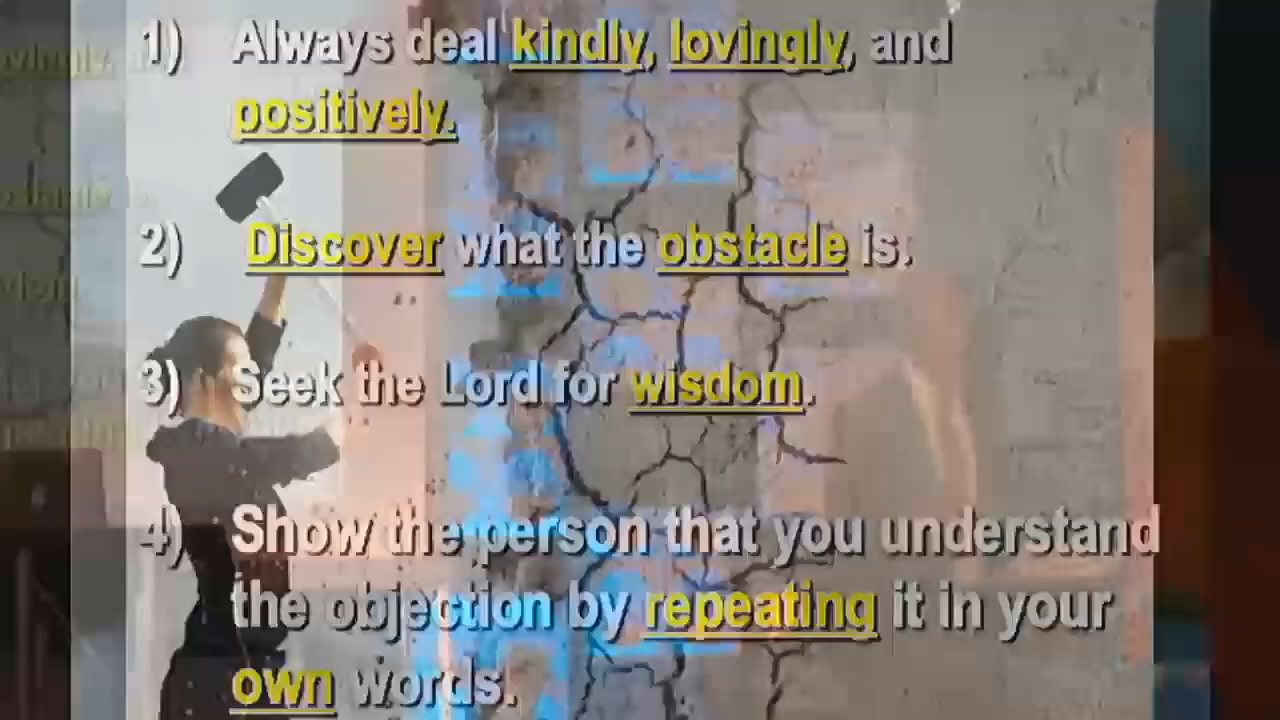 1) Always deal kindly, lovingly, and
positively.
2) Discover what the obstacle is.
3) Seek the Lord for wisdom.
4) Show the person that you understand
the objection by repeating it in your
own words.